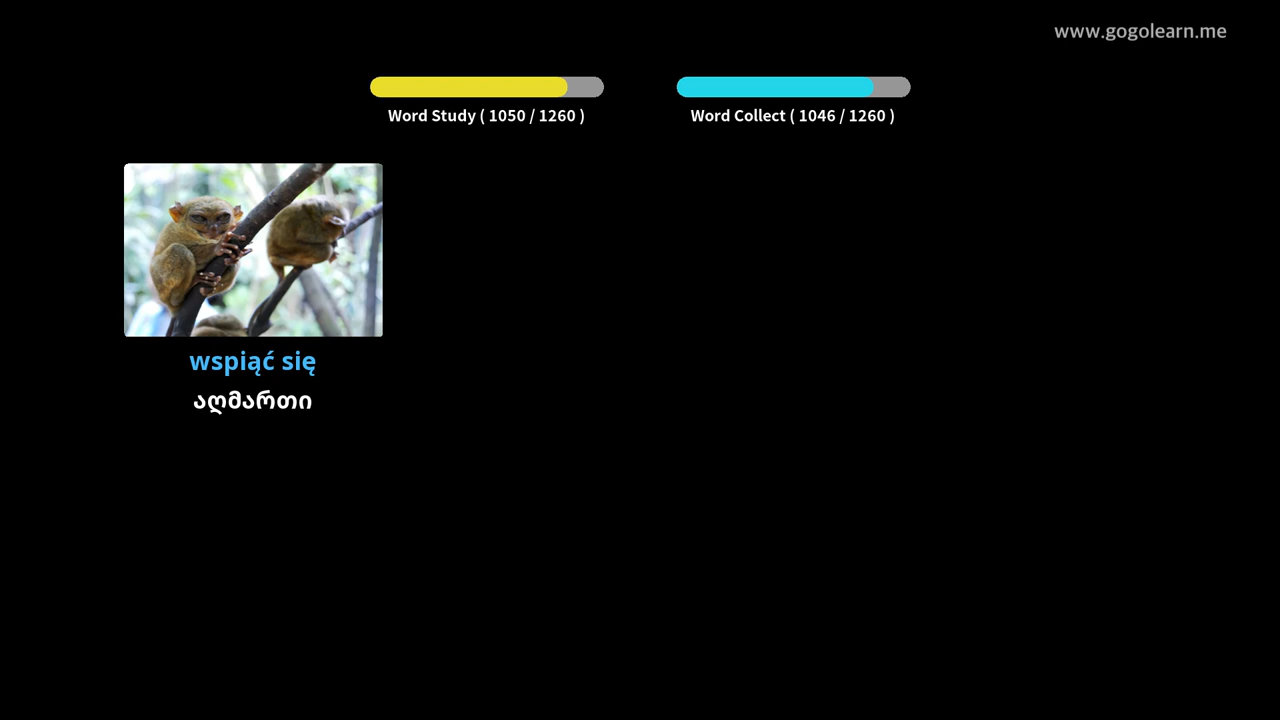 www.gogolearn.me
Word Study ( 1050 / 1260 )
Word Collect ( 1046 / 1260 )
wspiąć się
აღმართი